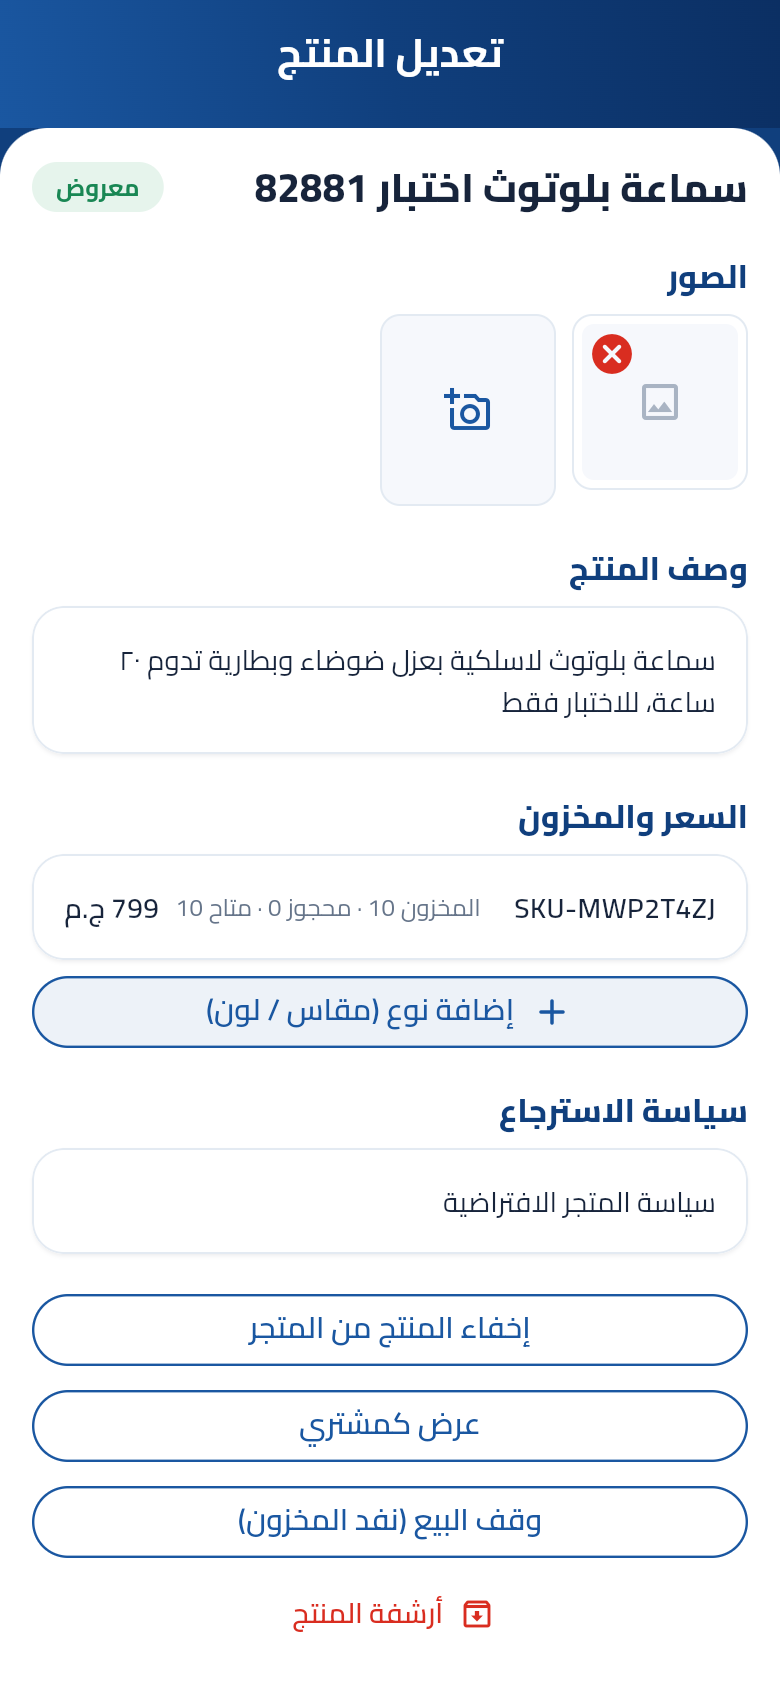 تعديل المنتج
سماعة بلوتوث اختبار 82881
معروض
الصور
وصف المنتج
سماعة بلوتوث لاسلكية بعزل ضوضاء وبطارية تدوم ٢٠
ساعة، للاختبار فقط
السعر والمخزون
SKU-MWP2T4ZJ المخزون 10 · محجوز 0 · متاح 10 799 ج.م
إضافة نوع (مقاس / لون)
سياسة الاسترجاع
سياسة المتجر الافتراضية
إخفاء المنتج من المتجر
عرض كمشتري
وقف البيع (نفد المخزون)
أرشفة المنتج